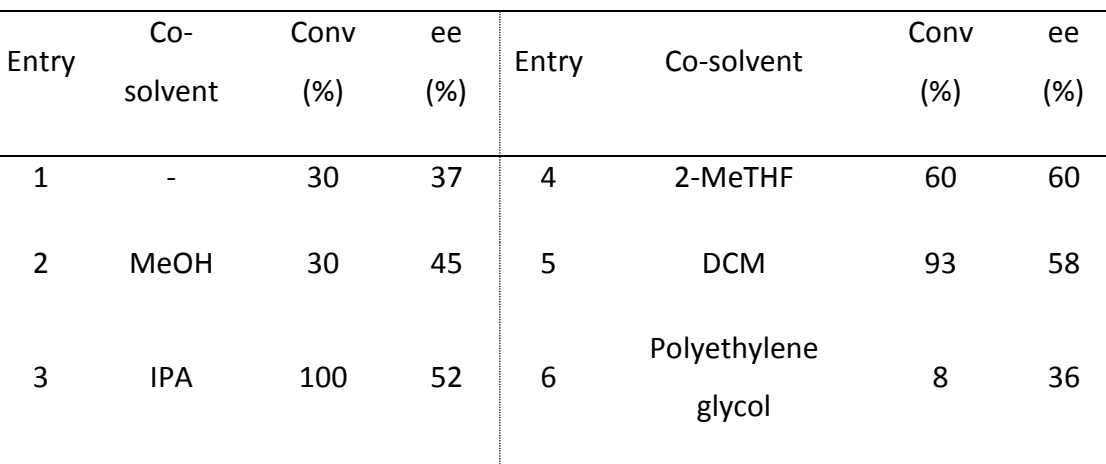 Entry Co-solvent Conv (%) ee (%) Entry Co-solvent Conv (%) ee (%)
1 - 30 37 4 2-MeTHF 60 60
2 MeOH 30 45 5 DCM 93 58
3 IPA 100 52 6 Polyethylene glycol 8 36